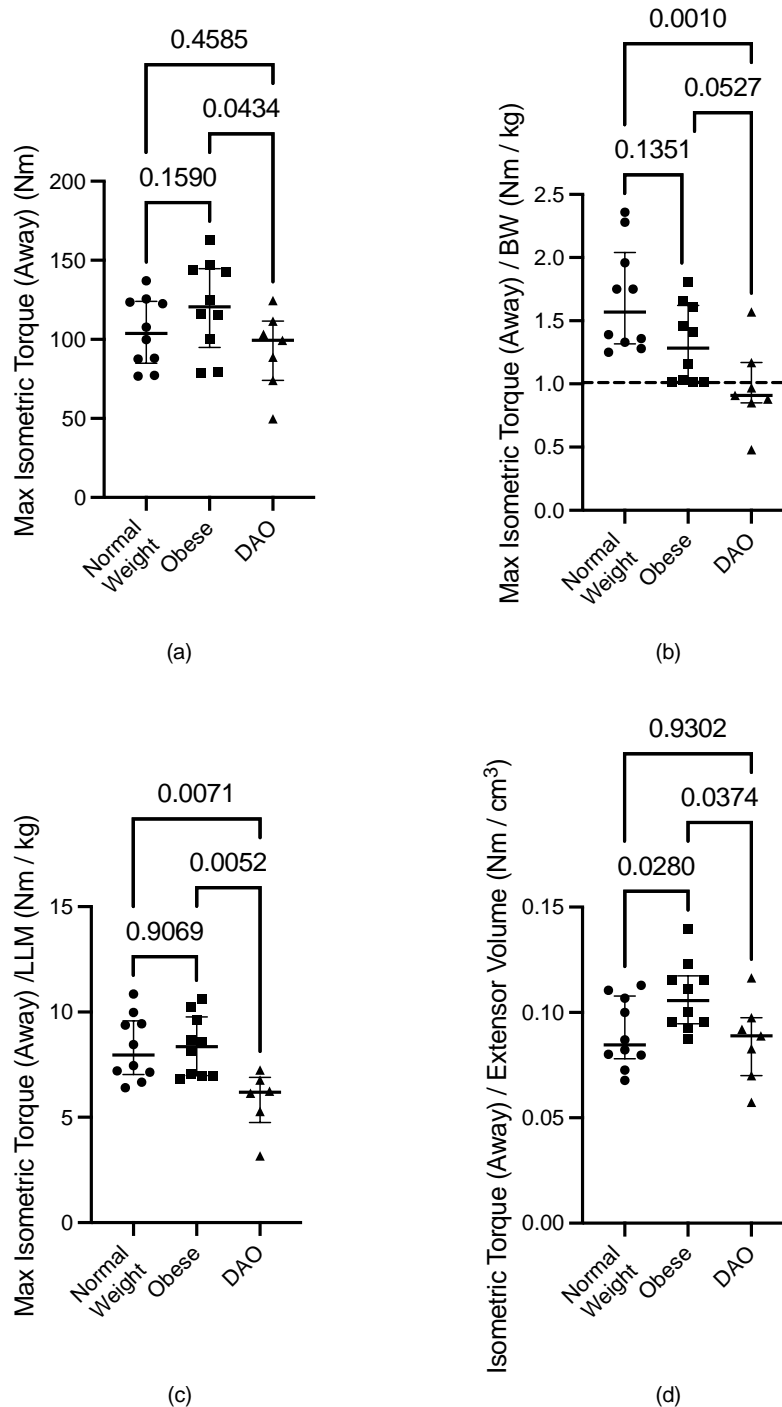 0.4585
0.0434
0.1590
Max Isometric Torque (Away) (Nm)
200
150
100
50
0
Normal
Weight
Obese
DAO
(a)
0.0010
0.0527
0.1351
Max Isometric Torque (Away) / BW (Nm / kg)
2.5
2.0
1.5
1.0
0.5
0.0
Normal
Weight
Obese
DAO
(b)
0.0071
0.0052
0.9069
Max Isometric Torque (Away) /LLM (Nm / kg)
15
10
5
0
Normal
Weight
Obese
DAO
(c)
0.9302
0.0374
0.0280
Isometric Torque (Away) / Extensor Volume (Nm / cm³)
0.15
0.10
0.05
0.00
Normal
Weight
Obese
DAO
(d)